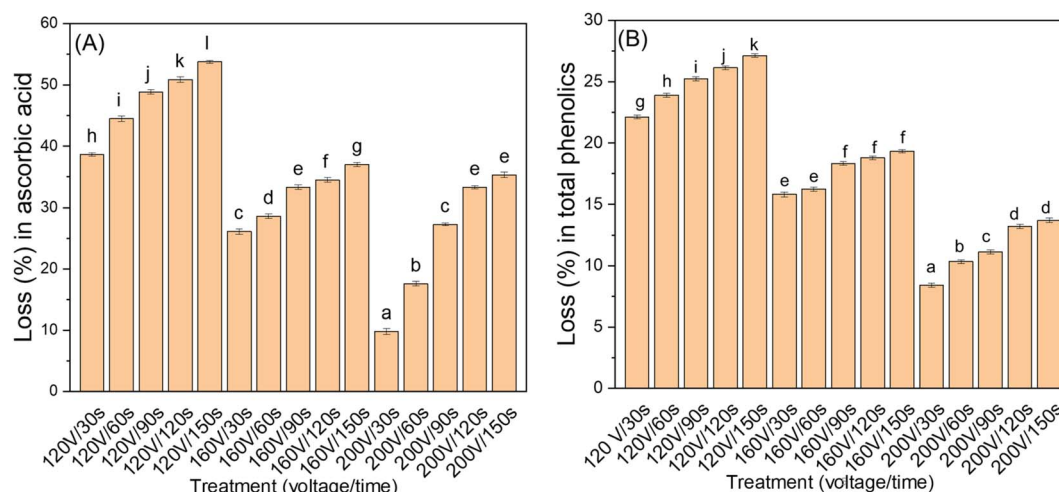 (A)
Loss (%) in ascorbic acid
60
50
40
30
20
10
0
h
i
j
k
l
c
d
e
f
g
a
b
c
e
e
120V/30s
120V/60s
120V/90s
120V/120s
120V/150s
160V/30s
160V/60s
160V/90s
160V/120s
160V/150s
200V/30s
200V/60s
200V/90s
200V/120s
200V/150s
Treatment (voltage/time)
(B)
Loss (%) in total phenolics
30
25
20
15
10
5
0
g
h
i
j
k
e
e
f
f
f
a
b
c
d
d
120 V/30s
120V/60s
120V/90s
120V/120s
120V/150s
160V/30s
160V/60s
160V/90s
160V/120s
160V/150s
200V/30s
200V/60s
200V/90s
200V/120s
200V/150s
Treatment (voltage/time)